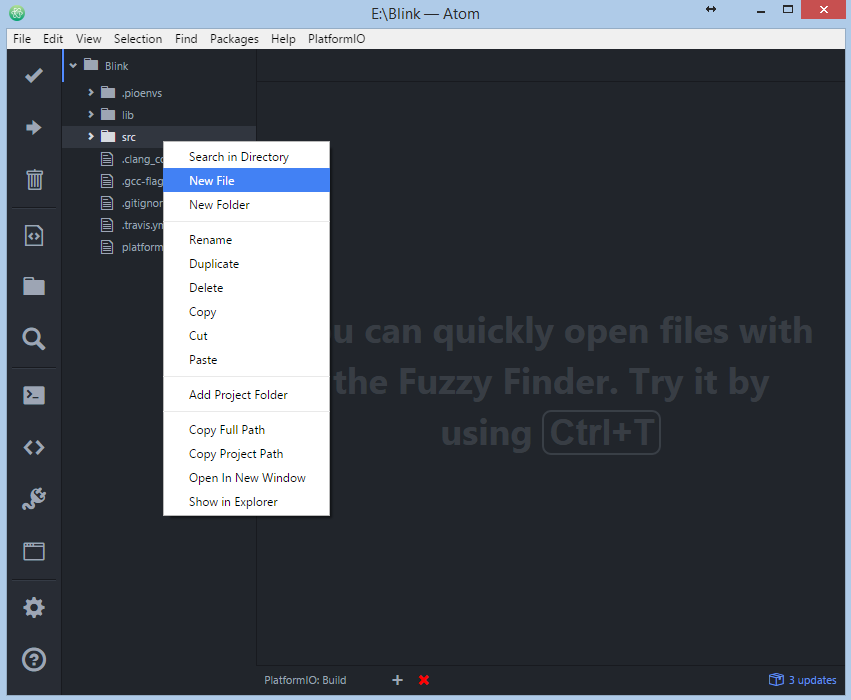 E:\Blink — Atom
File Edit View Selection Find Packages Help PlatformIO
Blink
.pioenvs
lib
src
.clang_co
.gcc-flag
.gitignor
.travis.ym
platform
Search in Directory
New File
New Folder
Rename
Duplicate
Delete
Copy
Cut
Paste
Add Project Folder
Copy Full Path
Copy Project Path
Open In New Window
Show in Explorer
u can quickly open files with
the Fuzzy Finder. Try it by
using Ctrl+T
PlatformIO: Build
3 updates